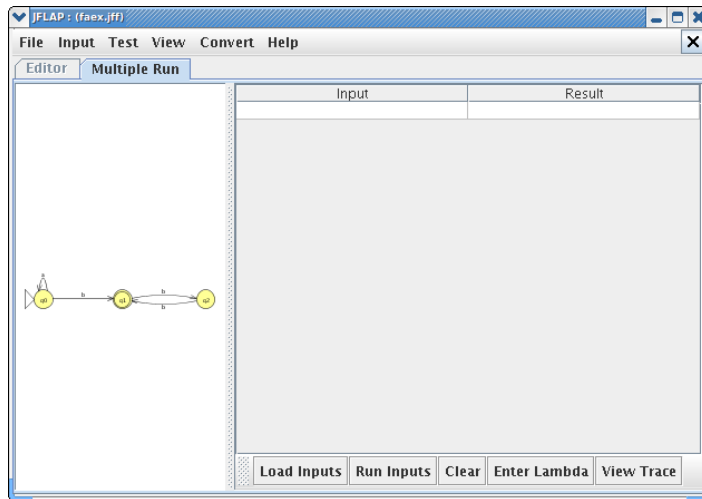 JFLAP : (faex.jff)
File Input Test View Convert Help
Editor Multiple Run
Input Result
a
q0 b q1 b q2
b
Load Inputs Run Inputs Clear Enter Lambda View Trace